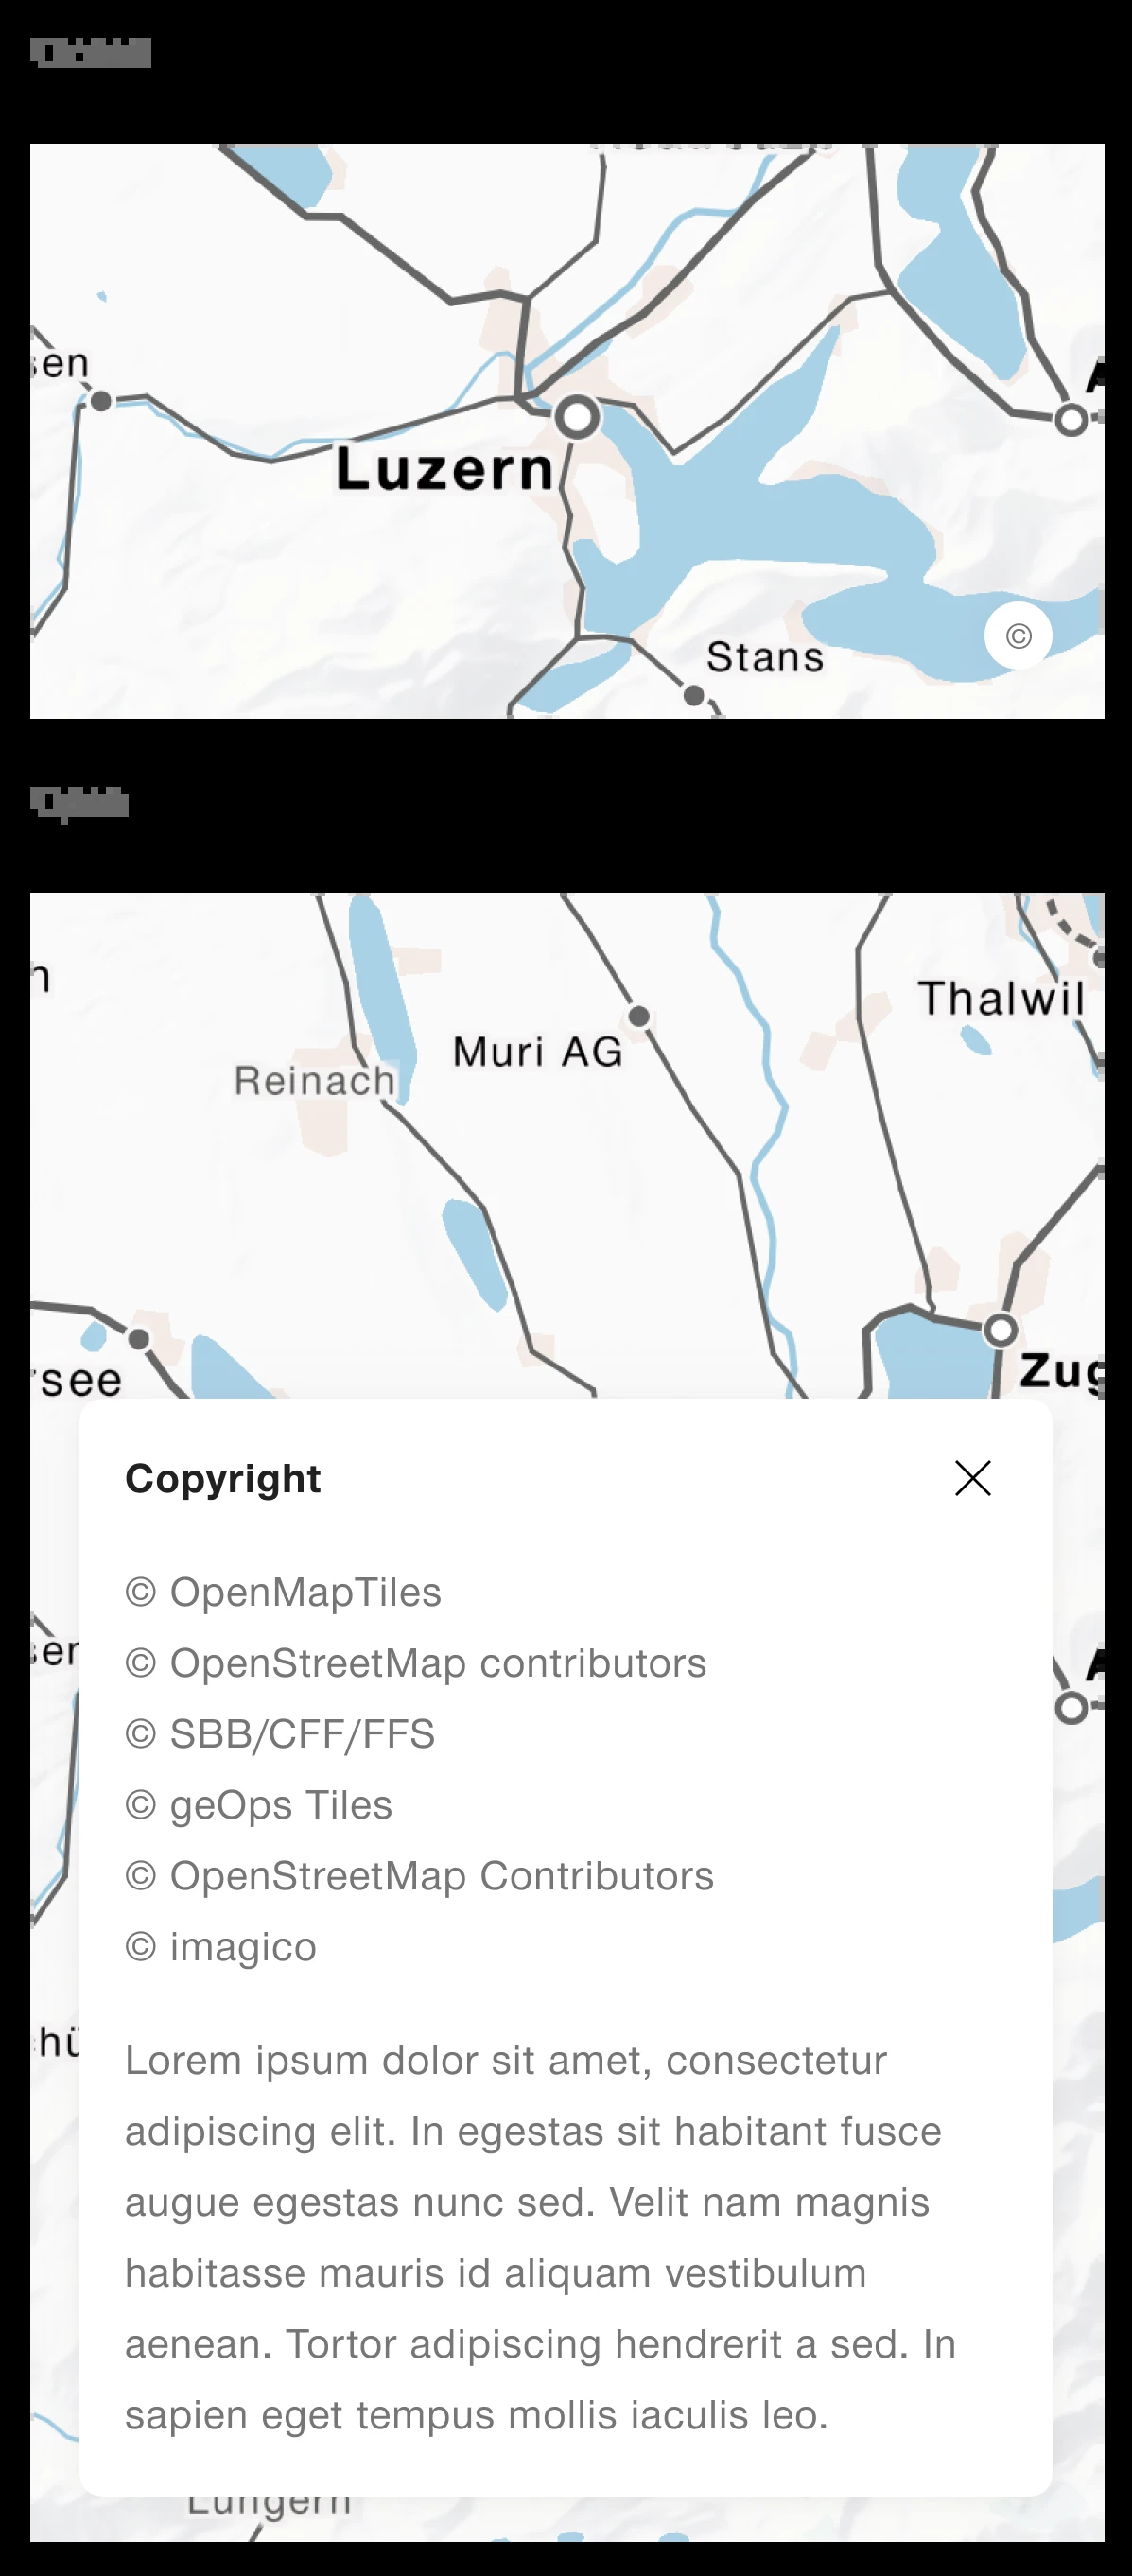 sen
Luzern
A
©
Stans
n
Thalwil
Muri AG
Reinach
Zug
rsee
Copyright
© OpenMapTiles
© OpenStreetMap contributors
sen
A
© SBB/CFF/FFS
© geOps Tiles
© OpenStreetMap Contributors
© imagico
hü
Lorem ipsum dolor sit amet, consectetur
adipiscing elit. In egestas sit habitant fusce
augue egestas nunc sed. Velit nam magnis
habitasse mauris id aliquam vestibulum
aenean. Tortor adipiscing hendrerit a sed. In
sapien eget tempus mollis iaculis leo.
Lungern